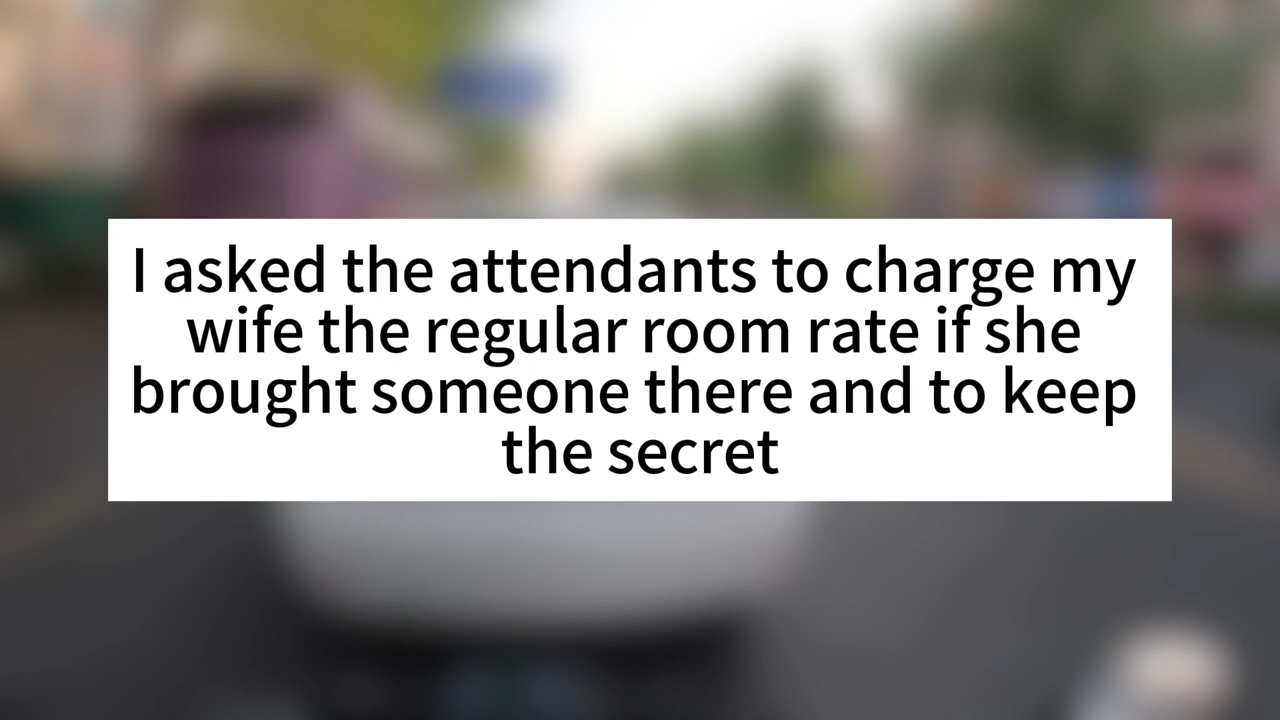 I asked the attendants to charge my
wife the regular room rate if she
brought someone there and to keep
the secret